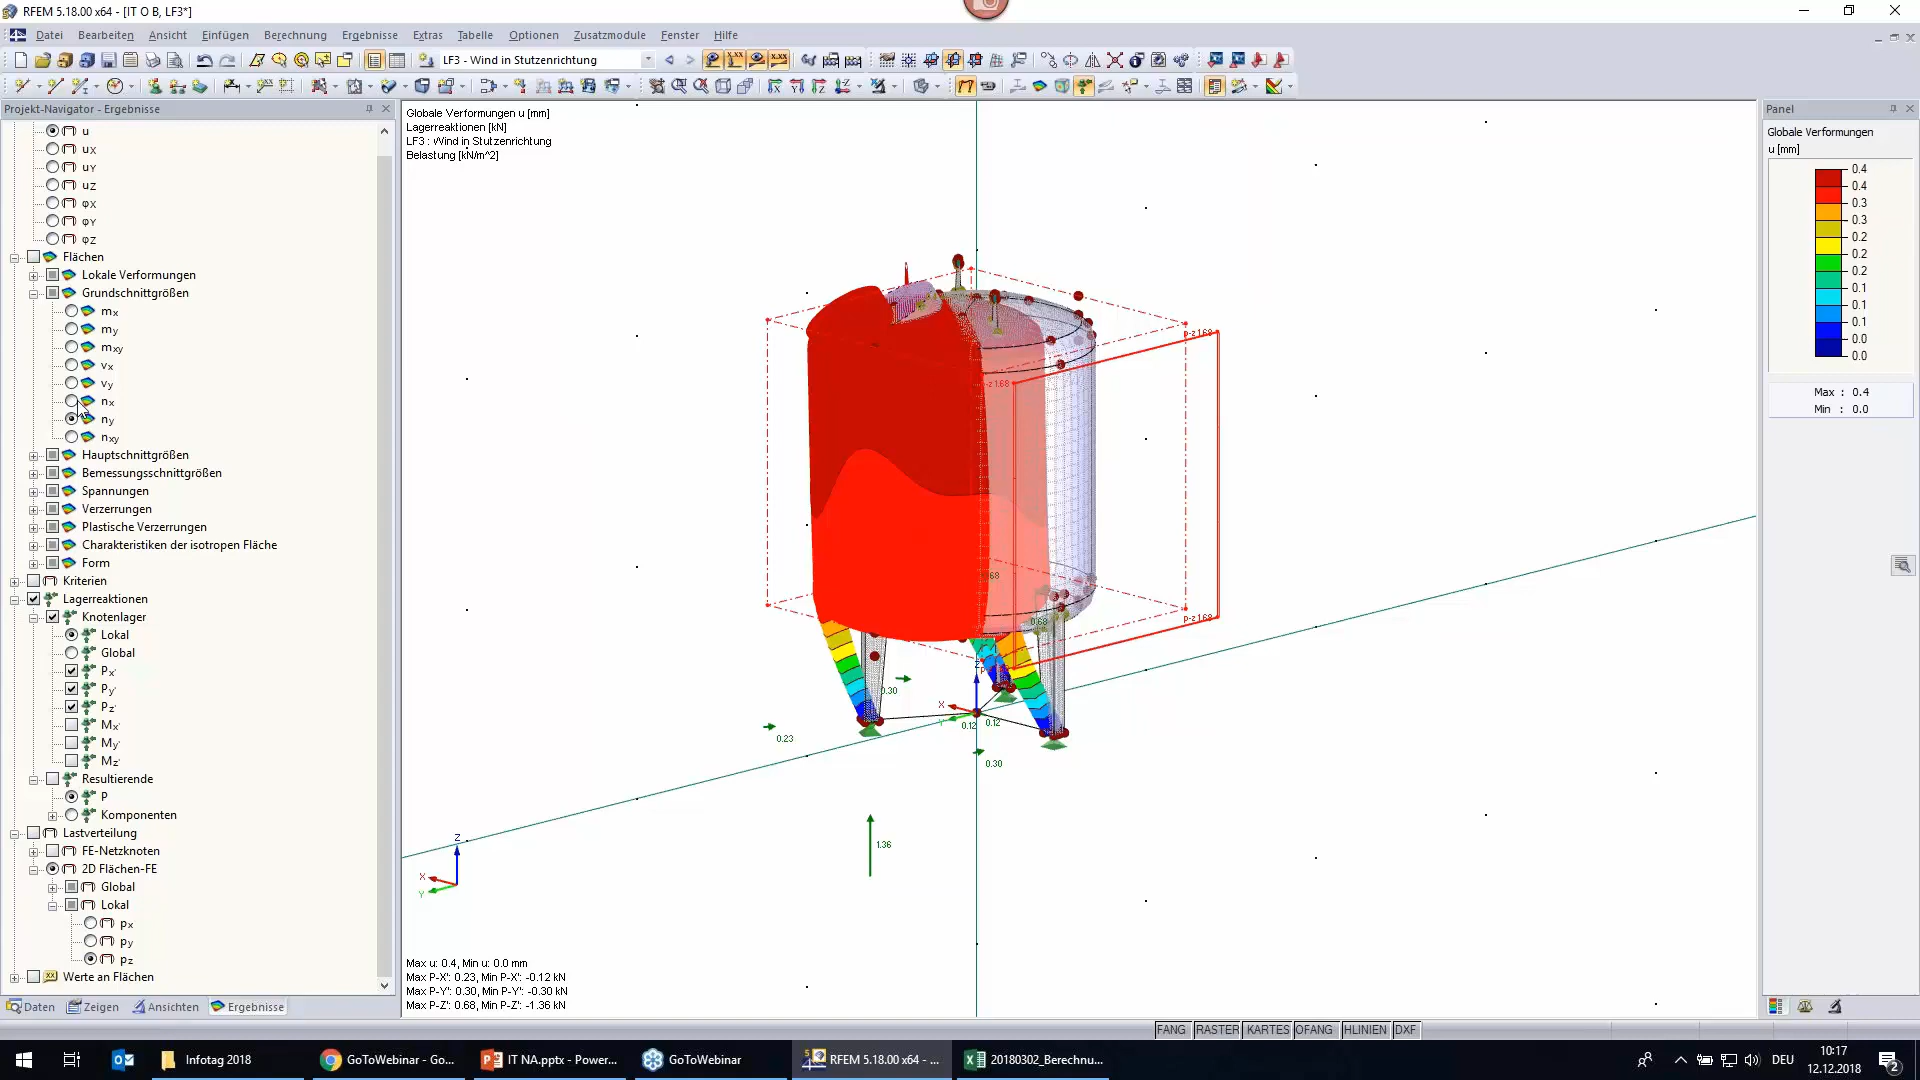 RFEM 5.18.00 x64 - [IT O B, LF3*]
Datei Bearbeiten Ansicht Einfügen Berechnung Ergebnisse Extras Tabelle Optionen Zusatzmodule Fenster Hilfe
LF3 - Wind in Stutzenrichtung
Projekt-Navigator - Ergebnisse
u
uX
uY
uZ
φX
φY
φZ
Flächen
Lokale Verformungen
Grundschnittgrößen
mx
my
mxy
vx
vy
nx
ny
nxy
Hauptschnittgrößen
Bemessungsschnittgrößen
Spannungen
Verzerrungen
Plastische Verzerrungen
Charakteristiken der isotropen Fläche
Form
Kriterien
Lagerreaktionen
Knotenlager
Lokal
Global
Px'
Py'
Pz'
Mx'
My'
Mz'
Resultierende
P
Komponenten
Lastverteilung
FE-Netzknoten
2D Flächen-FE
Global
Lokal
px
py
pz
Werte an Flächen
Daten Zeigen Ansichten Ergebnisse
Globale Verformungen u [mm]
Lagerreaktionen [kN]
LF3 : Wind in Stutzenrichtung
Belastung [kN/m^2]
p-z 1.68
-z 1.68
p-z 1.68
0.68
0.30
0.23
X
Y
Z
0.12
0.12
0.30
1.36
Z
X
Y
Max u: 0.4, Min u: 0.0 mm
Max P-X': 0.23, Min P-X': -0.12 kN
Max P-Y': 0.30, Min P-Y': -0.30 kN
Max P-Z': 0.68, Min P-Z': -1.36 kN
Panel
Globale Verformungen
u [mm]
0.4
0.4
0.3
0.3
0.2
0.2
0.2
0.1
0.1
0.1
0.0
0.0
Max : 0.4
Min : 0.0
FANG RASTER KARTES OFANG HLINIEN DXF
Infotag 2018
GoToWebinar - Go...
IT NA.pptx - Power...
GoToWebinar
RFEM 5.18.00 x64 - ...
20180302_Berechnu...
DEU
10:17
12.12.2018
2